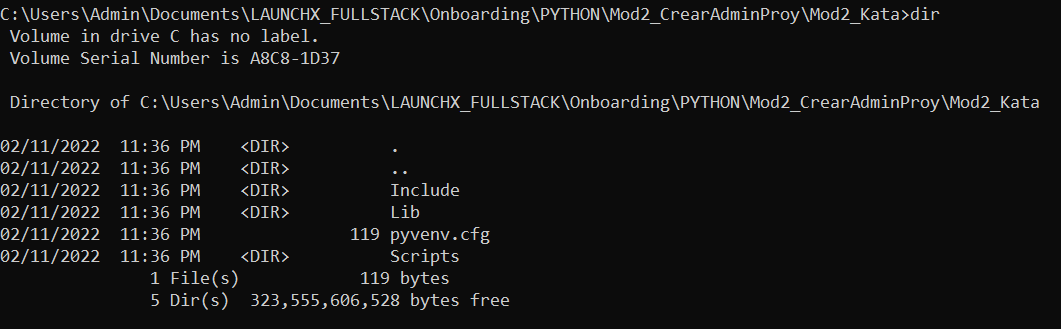 C:\Users\Admin\Documents\LAUNCHX_FULLSTACK\Onboarding\PYTHON\Mod2_CrearAdminProy\Mod2_Kata>dir
 Volume in drive C has no label.
 Volume Serial Number is A8C8-1D37

 Directory of C:\Users\Admin\Documents\LAUNCHX_FULLSTACK\Onboarding\PYTHON\Mod2_CrearAdminProy\Mod2_Kata

02/11/2022  11:36 PM    <DIR>          .
02/11/2022  11:36 PM    <DIR>          ..
02/11/2022  11:36 PM    <DIR>          Include
02/11/2022  11:36 PM    <DIR>          Lib
02/11/2022  11:36 PM               119 pyvenv.cfg
02/11/2022  11:36 PM    <DIR>          Scripts
               1 File(s)            119 bytes
               5 Dir(s)  323,555,606,528 bytes free